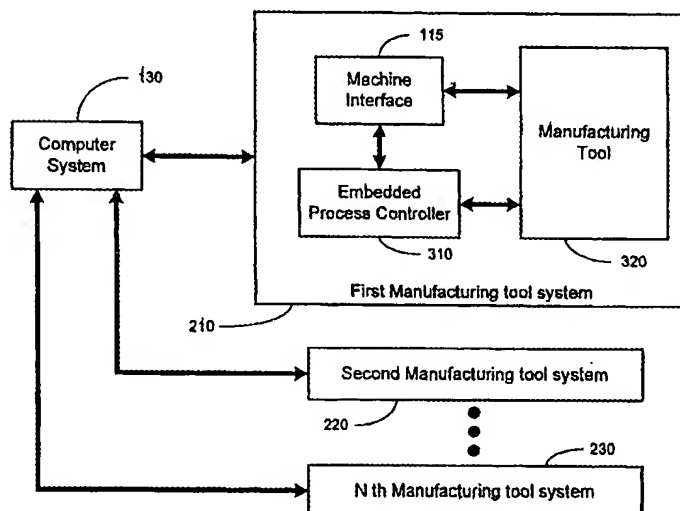 115
130
Machine
Interface
Manufacturing
Tool
Computer
System
Embedded
Process Controller
310
320
First Manufacturing tool system
210
Second Manufacturing tool system
220
230
N th Manufacturing tool system